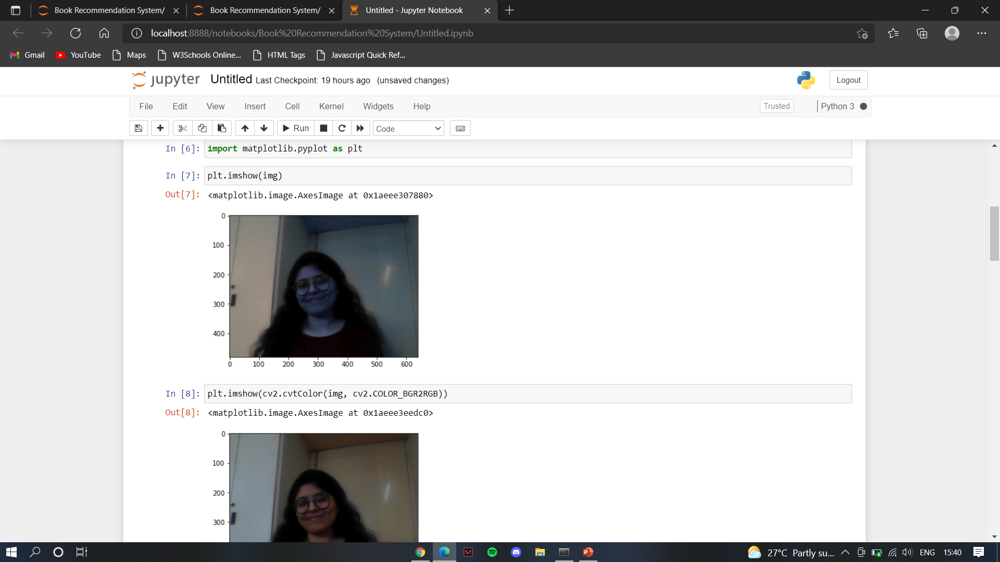 Book Recommendation System/
Book Recommendation System/
Untitled - Jupyter Notebook
localhost:8888/notebooks/Book%20Recommendation%20System/Untitled.ipynb
Gmail YouTube Maps W3Schools Online... HTML Tags Javascript Quick Ref...
jupyter Untitled Last Checkpoint: 19 hours ago (unsaved changes) Logout
File Edit View Insert Cell Kernel Widgets Help Trusted Python 3
Run Code
In [6]: import matplotlib.pyplot as plt
In [7]: plt.imshow(img)
Out[7]: <matplotlib.image.AxesImage at 0x1aeee307880>
0
100
200
300
400
0 100 200 300 400 500 600
In [8]: plt.imshow(cv2.cvtColor(img, cv2.COLOR_BGR2RGB))
Out[8]: <matplotlib.image.AxesImage at 0x1aeee3eedc0>
0
100
200
300
27°C Partly su... ENG 15:40